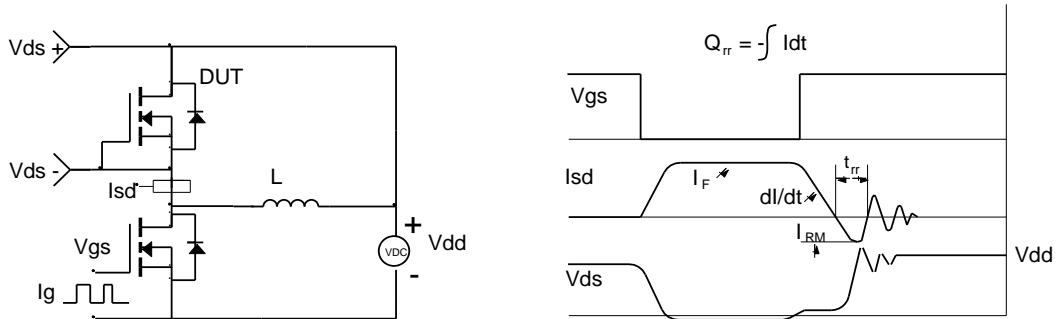 Vds +
DUT
Vds -
Isd
L
Vgs
VDC
+
-
Vdd
Ig
Qrr = -∫ Idt
Vgs
Isd
IF
dI/dt
trr
IRM
Vdd
Vds